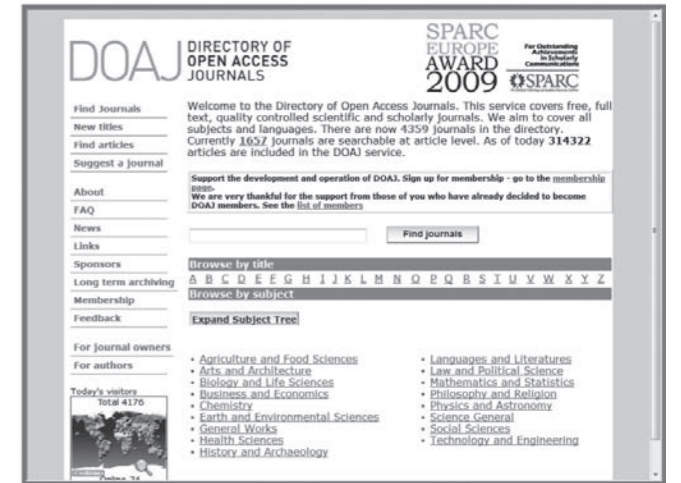 DOAJ
DIRECTORY OF
OPEN ACCESS
JOURNALS
SPARC
EUROPE
AWARD
2009
For Outstanding
Achievements
in Scholarly
Communications
SPARC
Find Journals
New titles
Find articles
Suggest a journal
About
FAQ
News
Links
Sponsors
Long term archiving
Membership
Feedback
For journal owners
For authors
Today's visitors
Total 4176
Welcome to the Directory of Open Access Journals. This service covers free, full
text, quality controlled scientific and scholarly journals. We aim to cover all
subjects and languages. There are now 4359 journals in the directory.
Currently 1657 journals are searchable at article level. As of today 314322
articles are included in the DOAJ service.
Support the development and operation of DOAJ. Sign up for membership - go to the membership
page.
We are very thankful for the support from those of you who have already decided to become
DOAJ members. See the list of members
Find journals
Browse by title
A B C D E F G H I J K L M N O P Q R S T U V W X Y Z
Browse by subject
Expand Subject Tree
• Agriculture and Food Sciences
• Arts and Architecture
• Biology and Life Sciences
• Business and Economics
• Chemistry
• Earth and Environmental Sciences
• General Works
• Health Sciences
• History and Archaeology
• Languages and Literatures
• Law and Political Science
• Mathematics and Statistics
• Philosophy and Religion
• Physics and Astronomy
• Science General
• Social Sciences
• Technology and Engineering